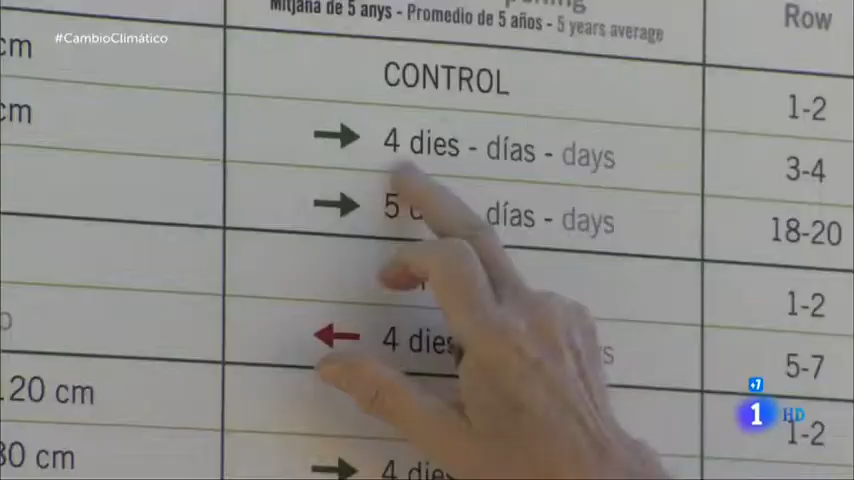 Mitjana de 5 anys - Promedio de 5 años - 5 years average
Row
#CambioClimático
cm
CONTROL
1-2
cm
4 dies - días - days
3-4
5 días - days
18-20
1-2
4 dies
5-7
+7
1 HD
20 cm
1-2
30 cm
4 dies